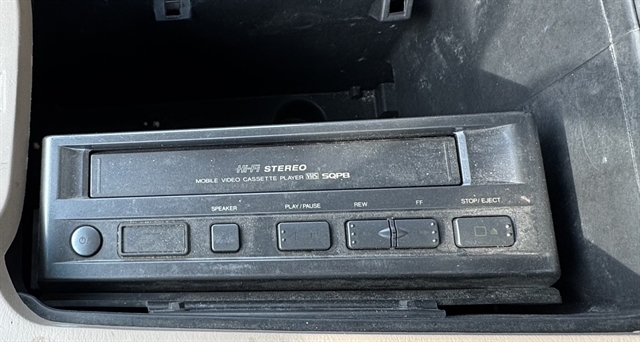 Hi-Fi STEREO
MOBILE VIDEO CASSETTE PLAYER VHS SQPB
SPEAKER PLAY/PAUSE REW FF STOP/EJECT